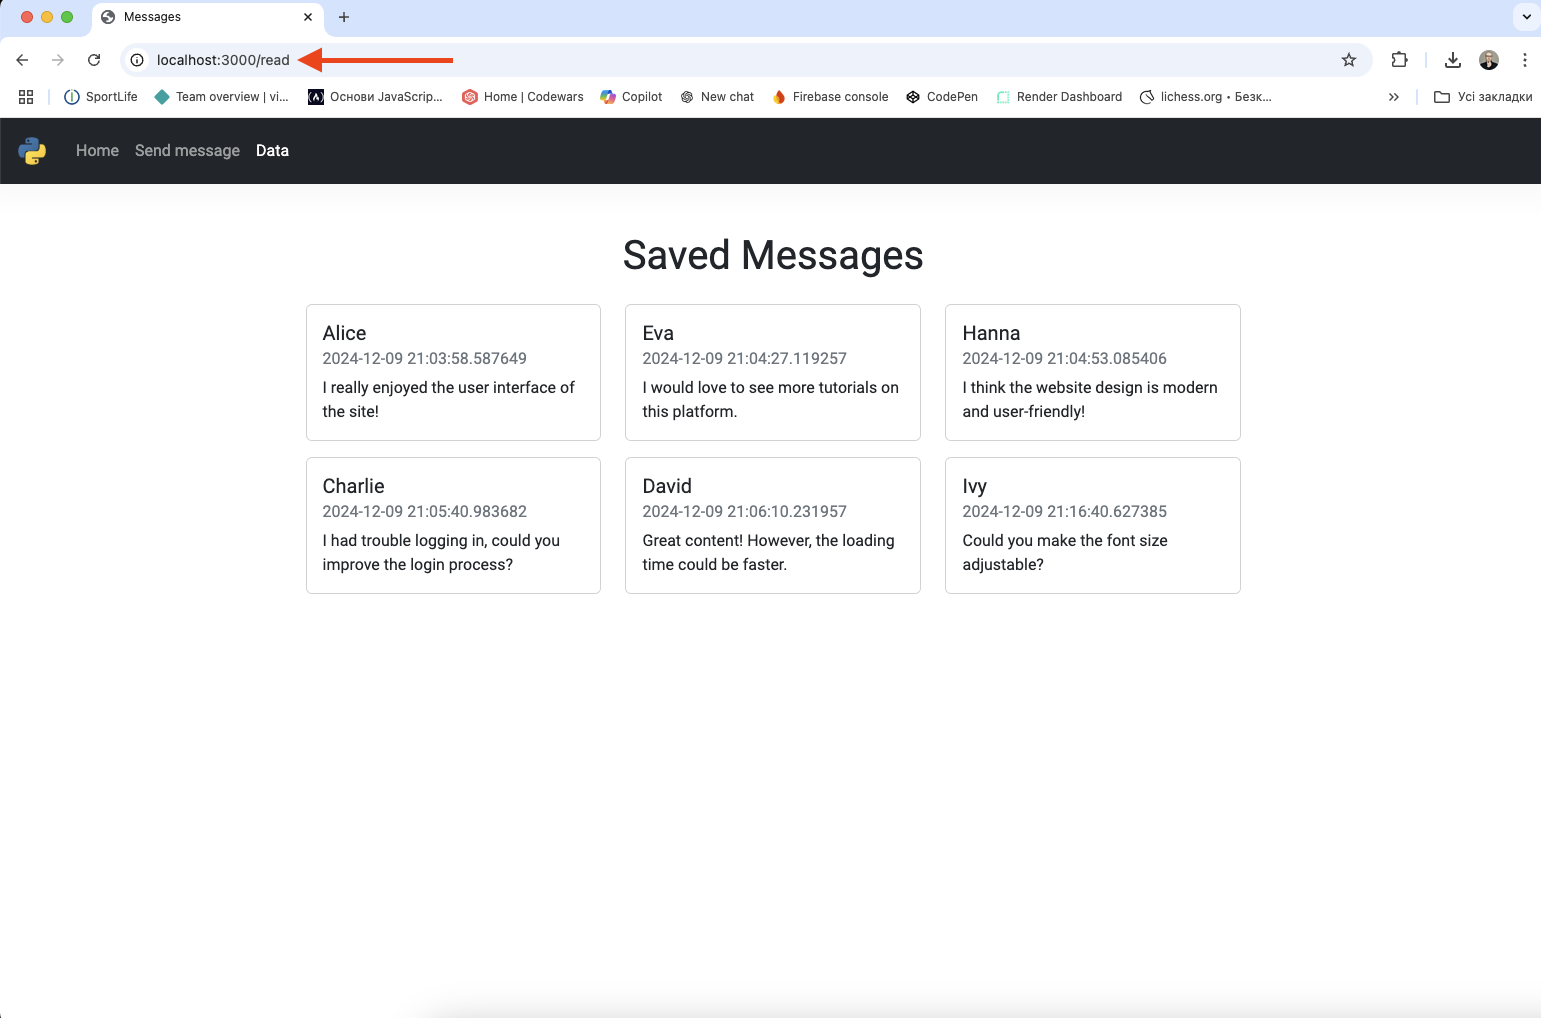 Messages
localhost:3000/read
SportLife
Team overview | vi...
Основи JavaScrip...
Home | Codewars
Copilot
New chat
Firebase console
CodePen
Render Dashboard
lichess.org • Безк...
Усі закладки
Home
Send message
Data
Saved Messages
Alice
2024-12-09 21:03:58.587649
I really enjoyed the user interface of
the site!
Eva
2024-12-09 21:04:27.119257
I would love to see more tutorials on
this platform.
Hanna
2024-12-09 21:04:53.085406
I think the website design is modern
and user-friendly!
Charlie
2024-12-09 21:05:40.983682
I had trouble logging in, could you
improve the login process?
David
2024-12-09 21:06:10.231957
Great content! However, the loading
time could be faster.
Ivy
2024-12-09 21:16:40.627385
Could you make the font size
adjustable?